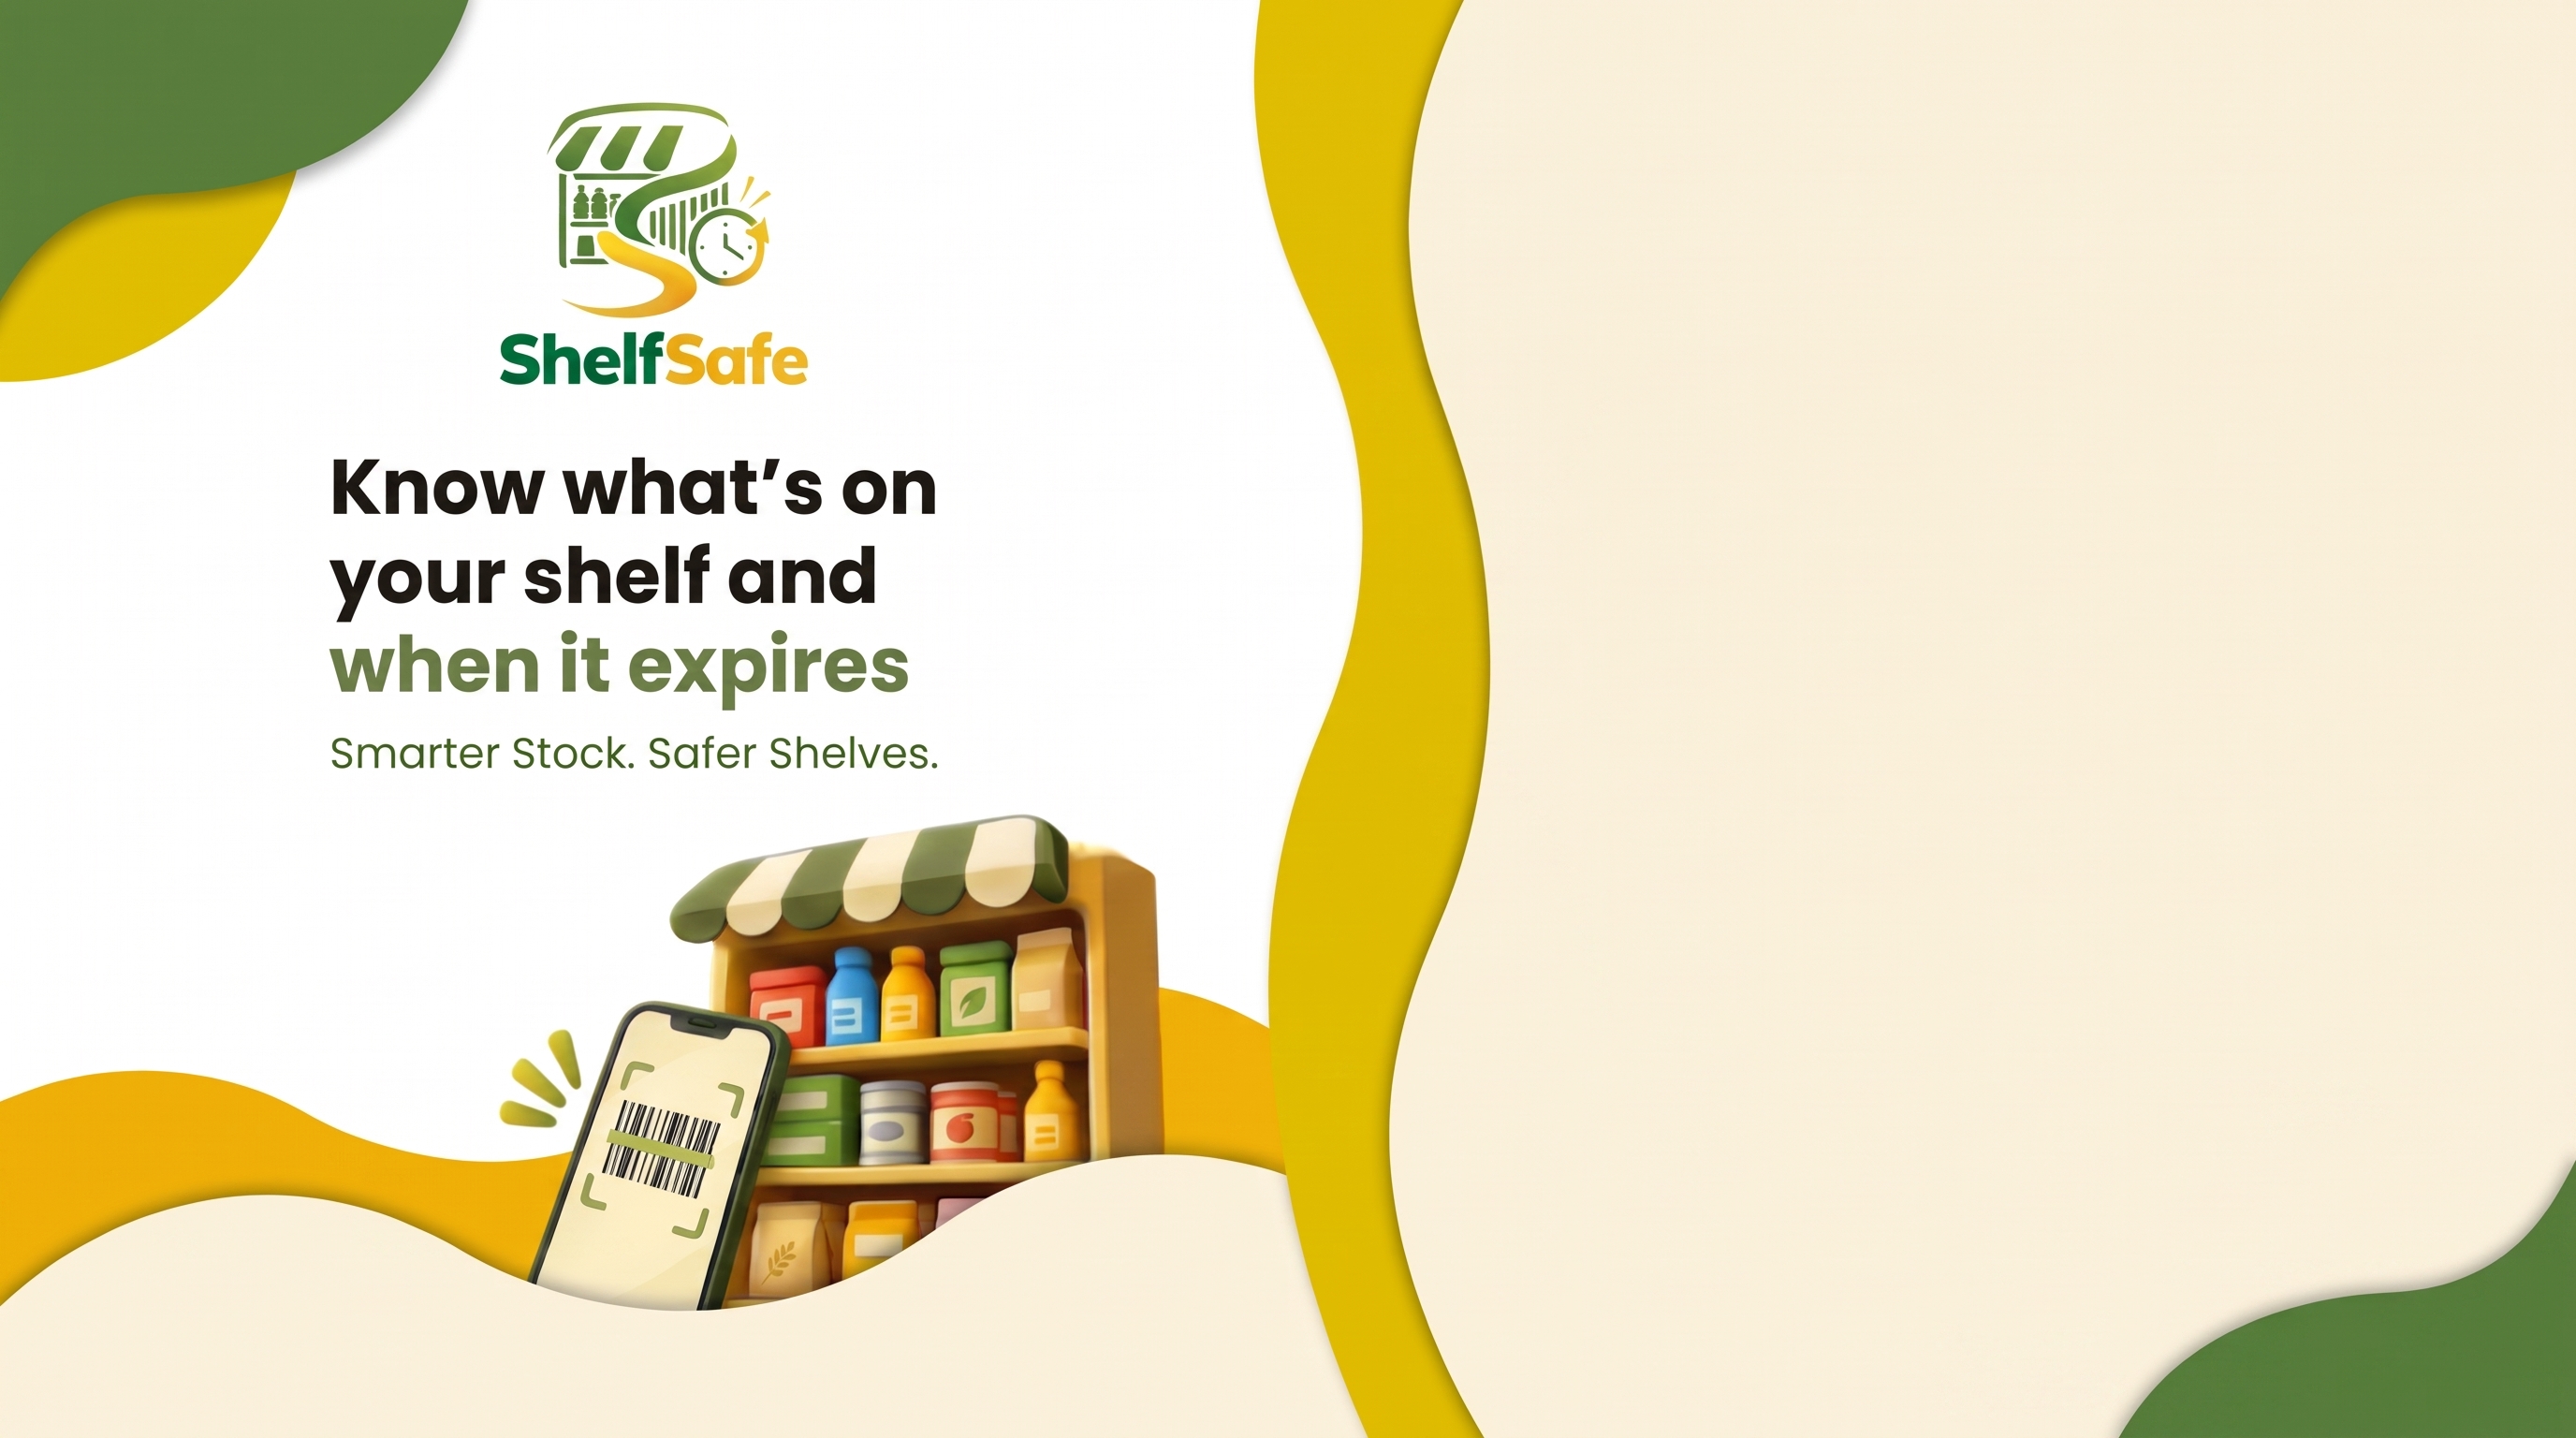 ShelfSafe
Know what’s on
your shelf and
when it expires
Smarter Stock. Safer Shelves.